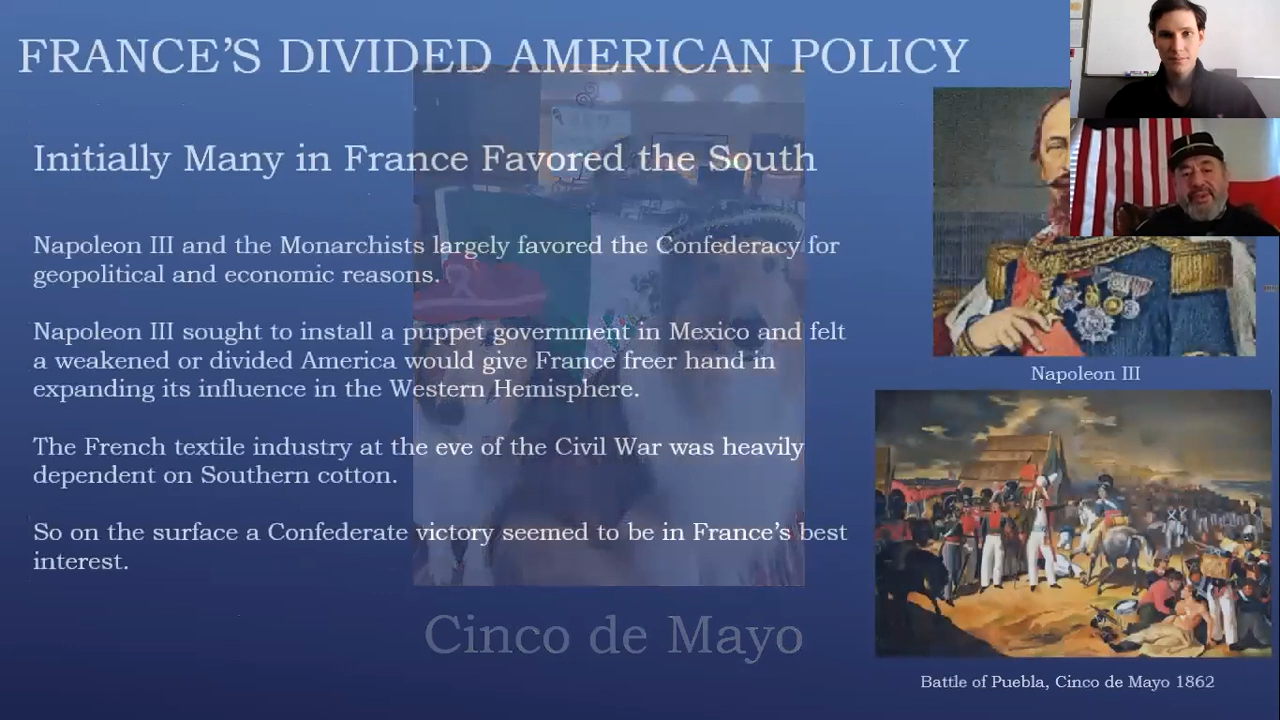 FRANCE'S DIVIDED AMERICAN POLICY
Initially Many in France Favored the South
Napoleon III and the Monarchists largely favored the Confederacy for
geopolitical and economic reasons.
Napoleon III sought to install a puppet government in Mexico and felt
a weakened or divided America would give France freer hand in
expanding its influence in the Western Hemisphere.
The French textile industry at the eve of the Civil War was heavily
dependent on Southern cotton.
So on the surface a Confederate victory seemed to be in France's best
interest.
Cinco de Mayo
Napoleon III
Battle of Puebla, Cinco de Mayo 1862